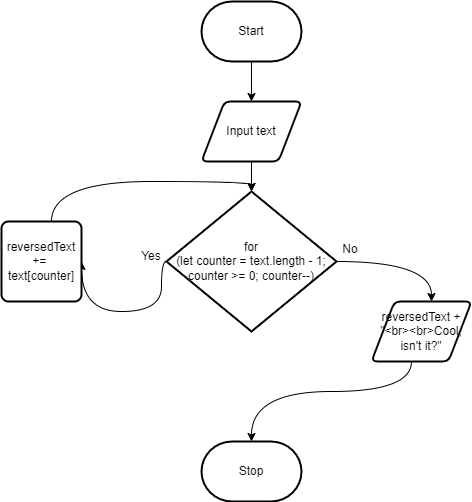 Start
Input text
for
(let counter = text.length - 1;
counter >= 0; counter--)
Yes
No
reversedText
+=
text[counter]
reversedText +
"<br><br>Cool,
isn't it?"
Stop